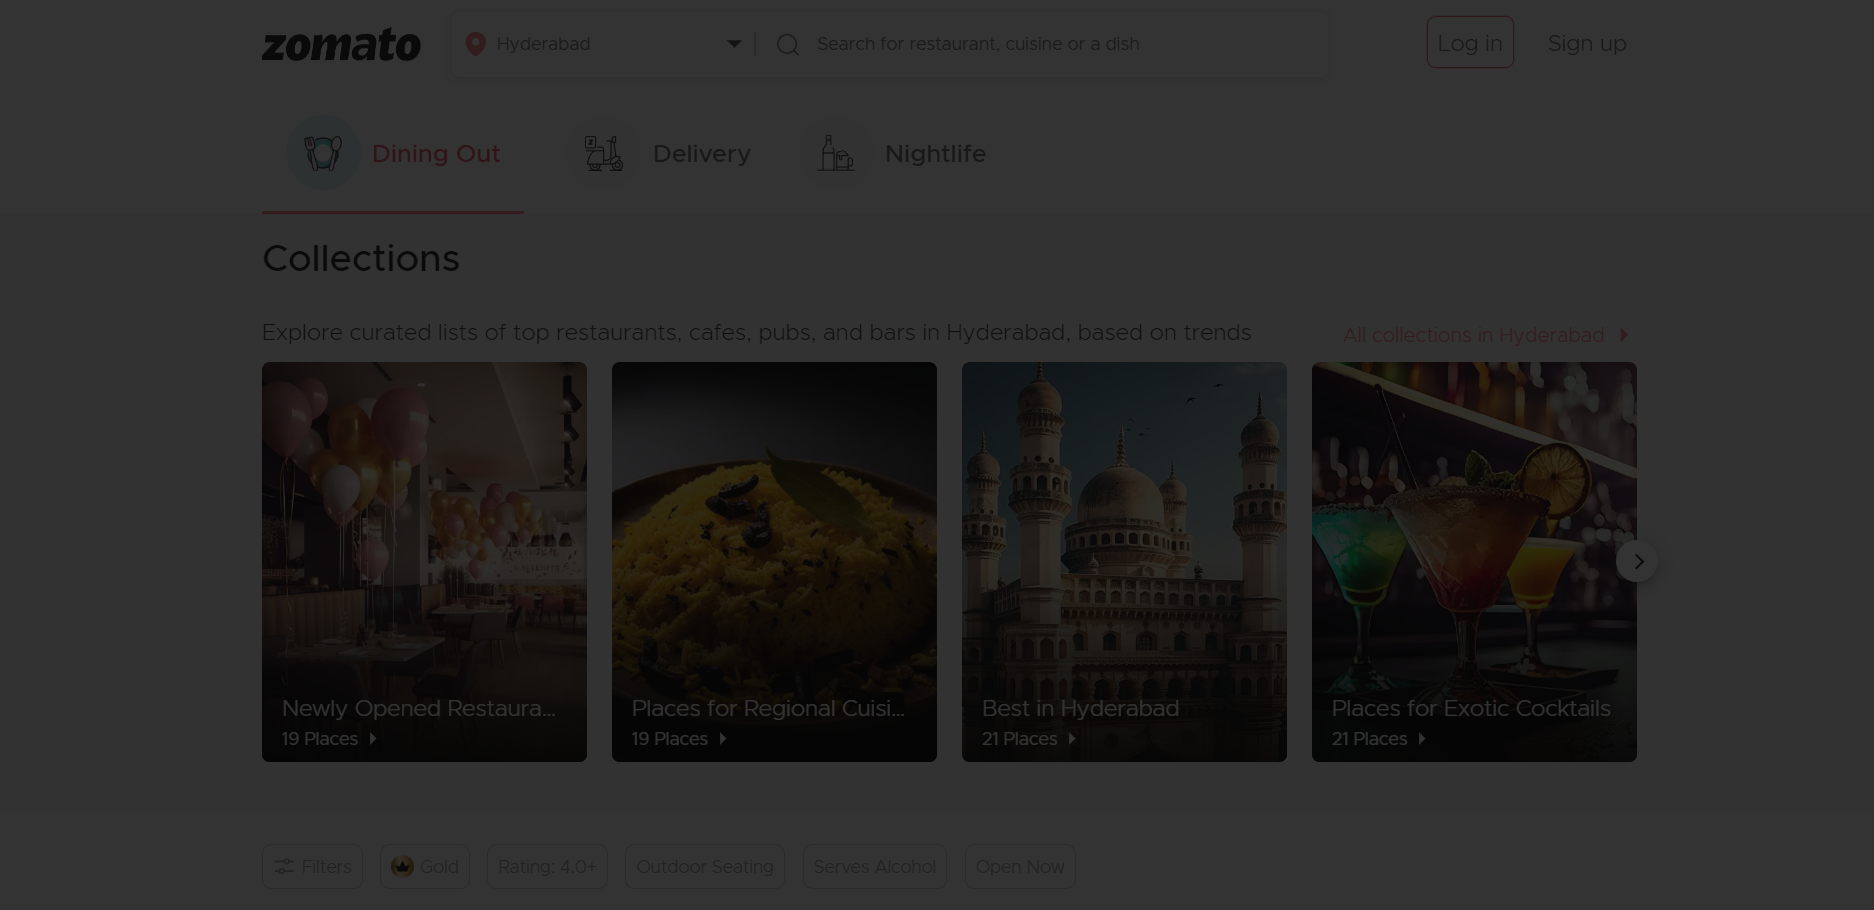 zomato
Hyderabad
Search for restaurant, cuisine or a dish
Log in
Sign up
Dining Out
Delivery
Nightlife
Collections
Explore curated lists of top restaurants, cafes, pubs, and bars in Hyderabad, based on trends
All collections in Hyderabad
Newly Opened Restaura...
19 Places
Places for Regional Cuisi...
19 Places
Best in Hyderabad
21 Places
Places for Exotic Cocktails
21 Places
Filters
Gold
Rating: 4.0+
Outdoor Seating
Serves Alcohol
Open Now